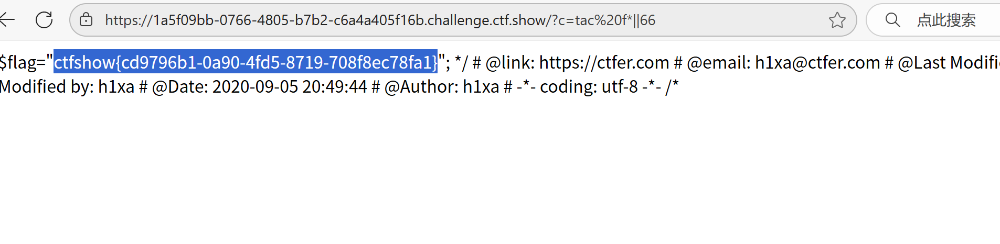 https://1a5f09bb-0766-4805-b7b2-c6a4a405f16b.challenge.ctf.show/?c=tac%20f*||66
点此搜索
$flag="ctfshow{cd9796b1-0a90-4fd5-8719-708f8ec78fa1}"; */ # @link: https://ctfer.com # @email: h1xa@ctfer.com # @Last Modifi
Modified by: h1xa # @Date: 2020-09-05 20:49:44 # @Author: h1xa # -*- coding: utf-8 -*- /*